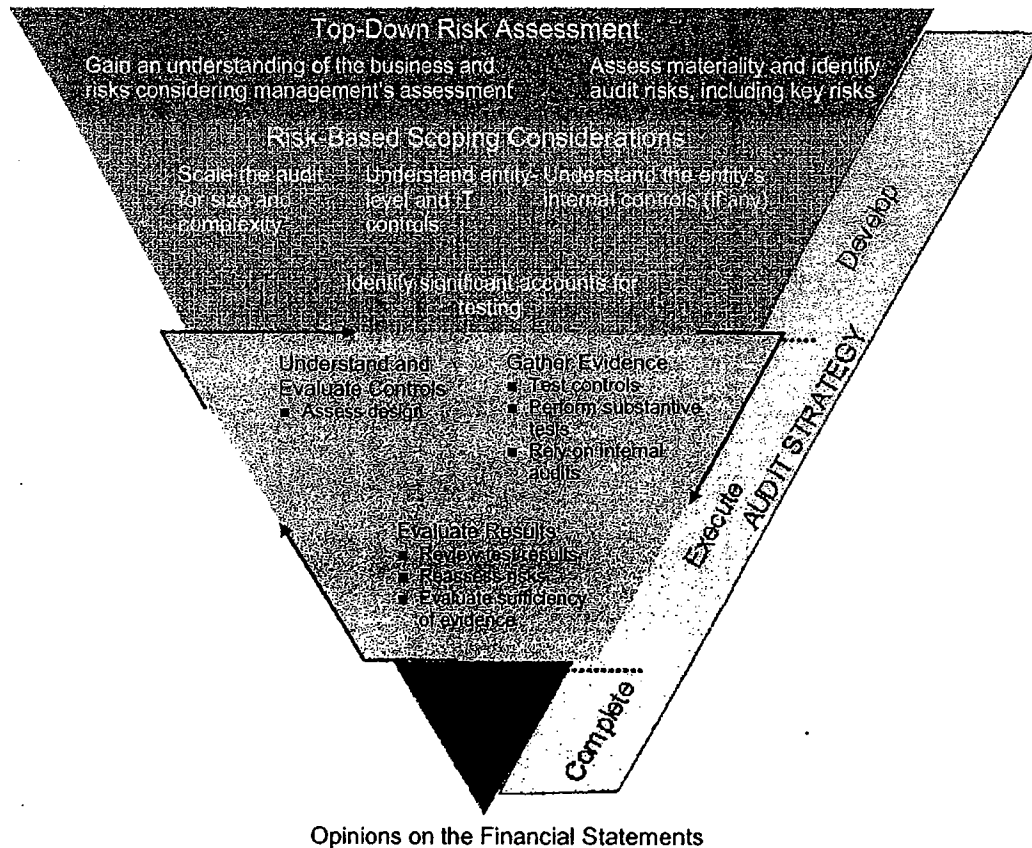 Top-Down Risk Assessment
Gain an understanding of the business and
risks considering management's assessment
Assess materiality and identify
audit risks, including key risks
Risk-Based Scoping Considerations
Scale the audit
for size and
complexity
Understand entity-
level and IT
controls
Understand the entity's
internal controls (if any)
Identify significant accounts for
testing
Understand and
Evaluate Controls
■ Assess design
Gather Evidence
■ Test controls
■ Perform substantive
tests
■ Rely on internal
audits
Evaluate Results
■ Review test results
■ Reassess risks
■ Evaluate sufficiency
of evidence
Develop
Execute
Complete
AUDIT STRATEGY
Opinions on the Financial Statements